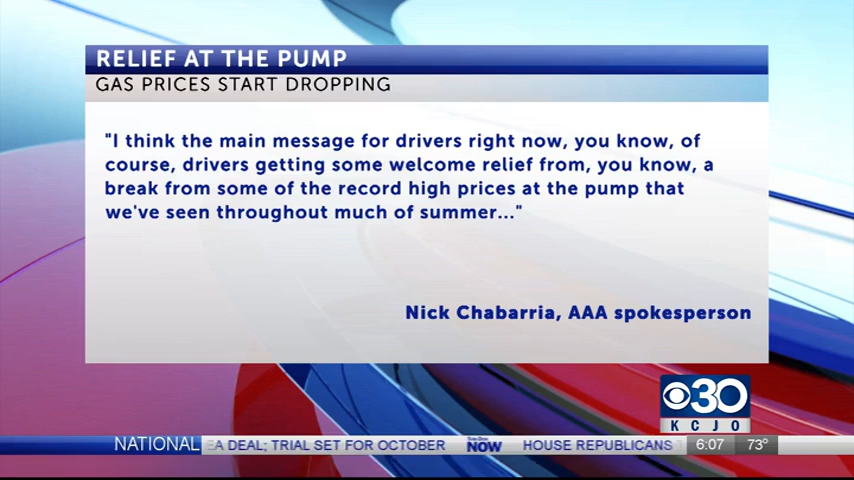 RELIEF AT THE PUMP
GAS PRICES START DROPPING
"I think the main message for drivers right now, you know, of
course, drivers getting some welcome relief from, you know, a
break from some of the record high prices at the pump that
we've seen throughout much of summer..."
Nick Chabarria, AAA spokesperson
30
KCJO
NATIONAL EA DEAL; TRIAL SET FOR OCTOBER NOW HOUSE REPUBLICANS 6:07 73°